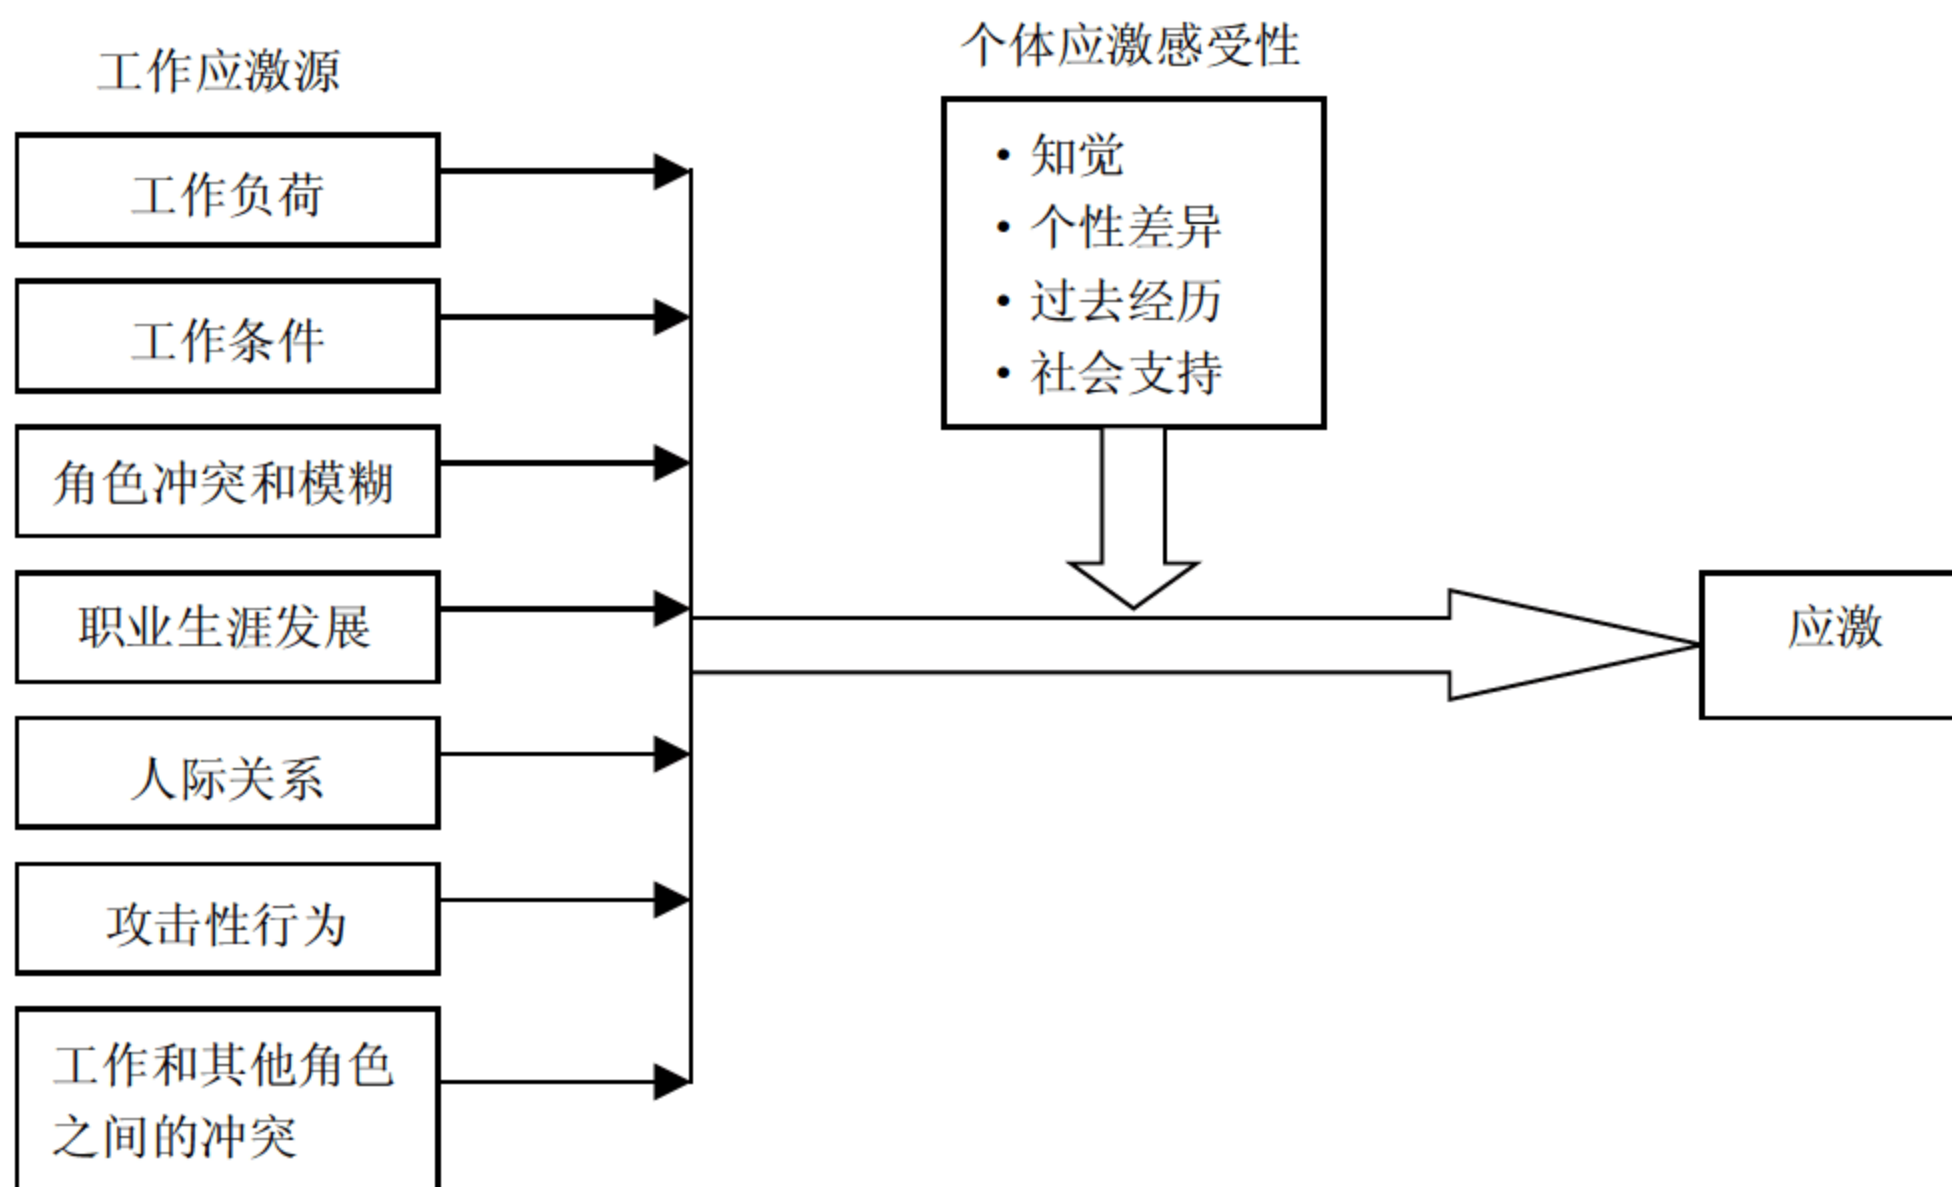 工作应激源
工作负荷
工作条件
角色冲突和模糊
职业生涯发展
人际关系
攻击性行为
工作和其他角色
之间的冲突
个体应激感受性
• 知觉
• 个性差异
• 过去经历
• 社会支持
应激